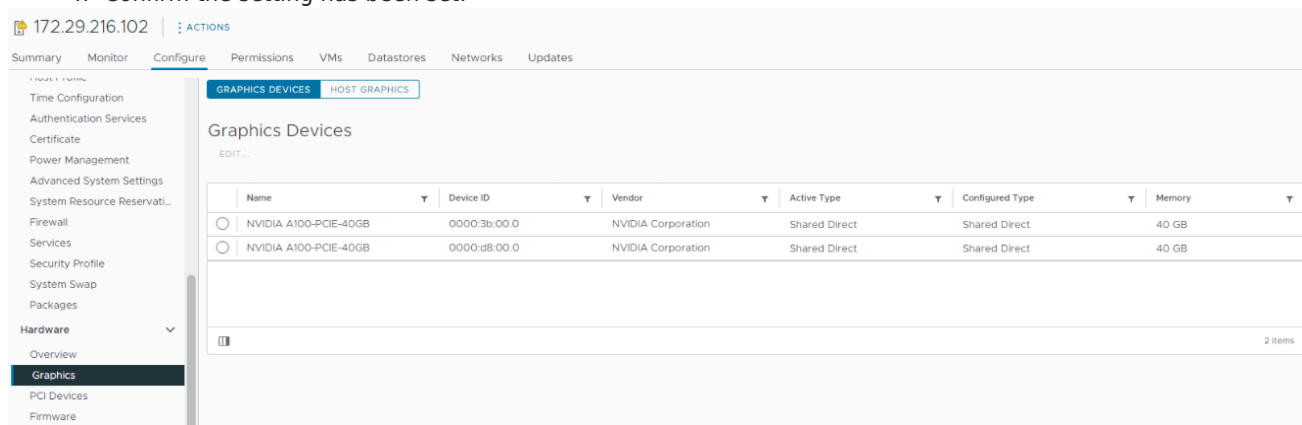 172.29.216.102 ACTIONS
Summary Monitor Configure Permissions VMs Datastores Networks Updates
Time Configuration
Authentication Services
Certificate
Power Management
Advanced System Settings
System Resource Reservati...
Firewall
Services
Security Profile
System Swap
Packages
Hardware
Overview
Graphics
PCI Devices
Firmware
GRAPHICS DEVICES HOST GRAPHICS
Graphics Devices
EDIT...
Name Device ID Vendor Active Type Configured Type Memory
NVIDIA A100-PCIE-40GB 0000:3b:00.0 NVIDIA Corporation Shared Direct Shared Direct 40 GB
NVIDIA A100-PCIE-40GB 0000:d8:00.0 NVIDIA Corporation Shared Direct Shared Direct 40 GB
2 items